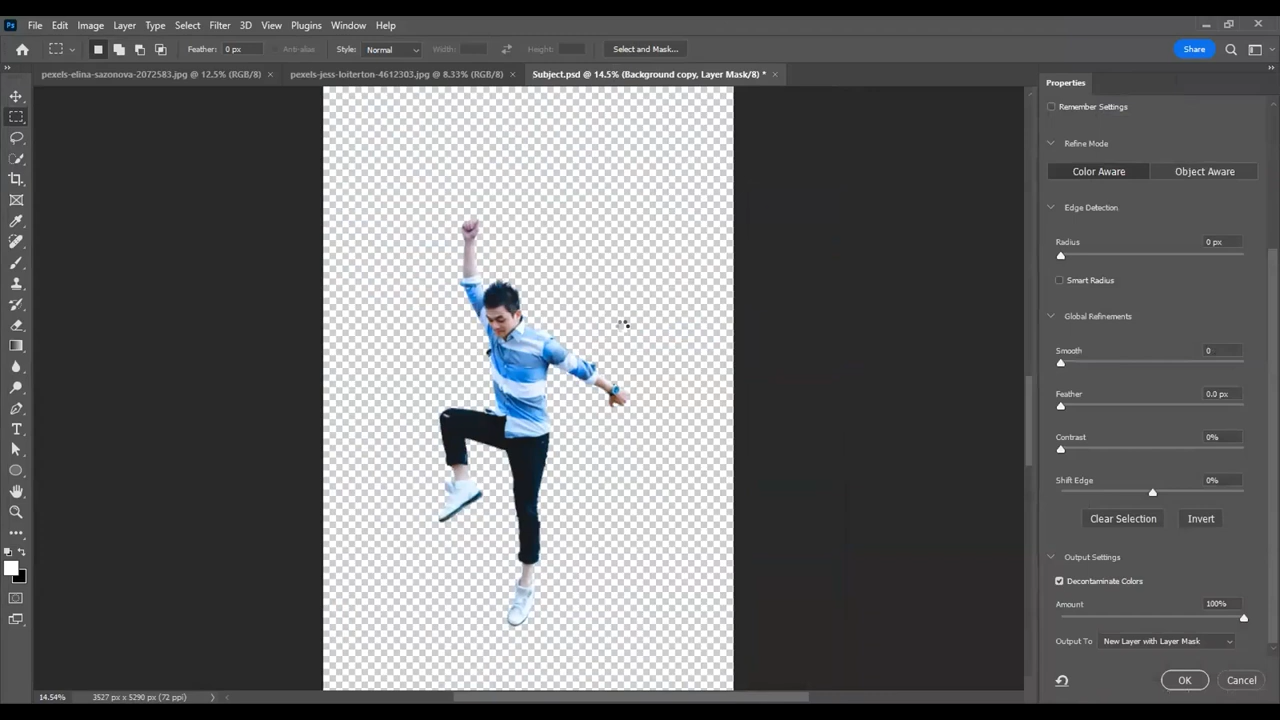 Ps File Edit Image Layer Type Select Filter 3D View Plugins Window Help
Feather: 0 px Anti-alias Style: Normal Width: Height: Select and Mask... Share
pexels-elina-sazonova-2072583.jpg @ 12.5% (RGB/8) × pexels-jess-loiterton-4612303.jpg @ 8.33% (RGB/8) × Subject.psd @ 14.5% (Background copy, Layer Mask/8) * ×
Properties
Remember Settings
Refine Mode
Color Aware Object Aware
Edge Detection
Radius 0 px
Smart Radius
Global Refinements
Smooth 0
Feather 0.0 px
Contrast 0%
Shift Edge 0%
Clear Selection Invert
Output Settings
Decontaminate Colors
Amount 100%
Output To New Layer with Layer Mask
OK Cancel
14.54% 3527 px x 5290 px (72 ppi)